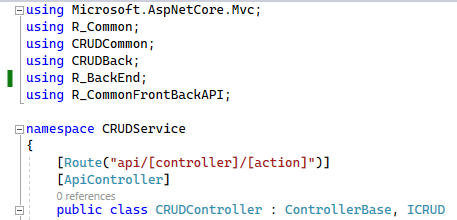 using Microsoft.AspNetCore.Mvc;
using R_Common;
using CRUDCommon;
using CRUDBack;
using R_BackEnd;
using R_CommonFrontBackAPI;
namespace CRUDService
{
[Route("api/[controller]/[action]")]
[ApiController]
0 references
public class CRUDController : ControllerBase, ICRUD